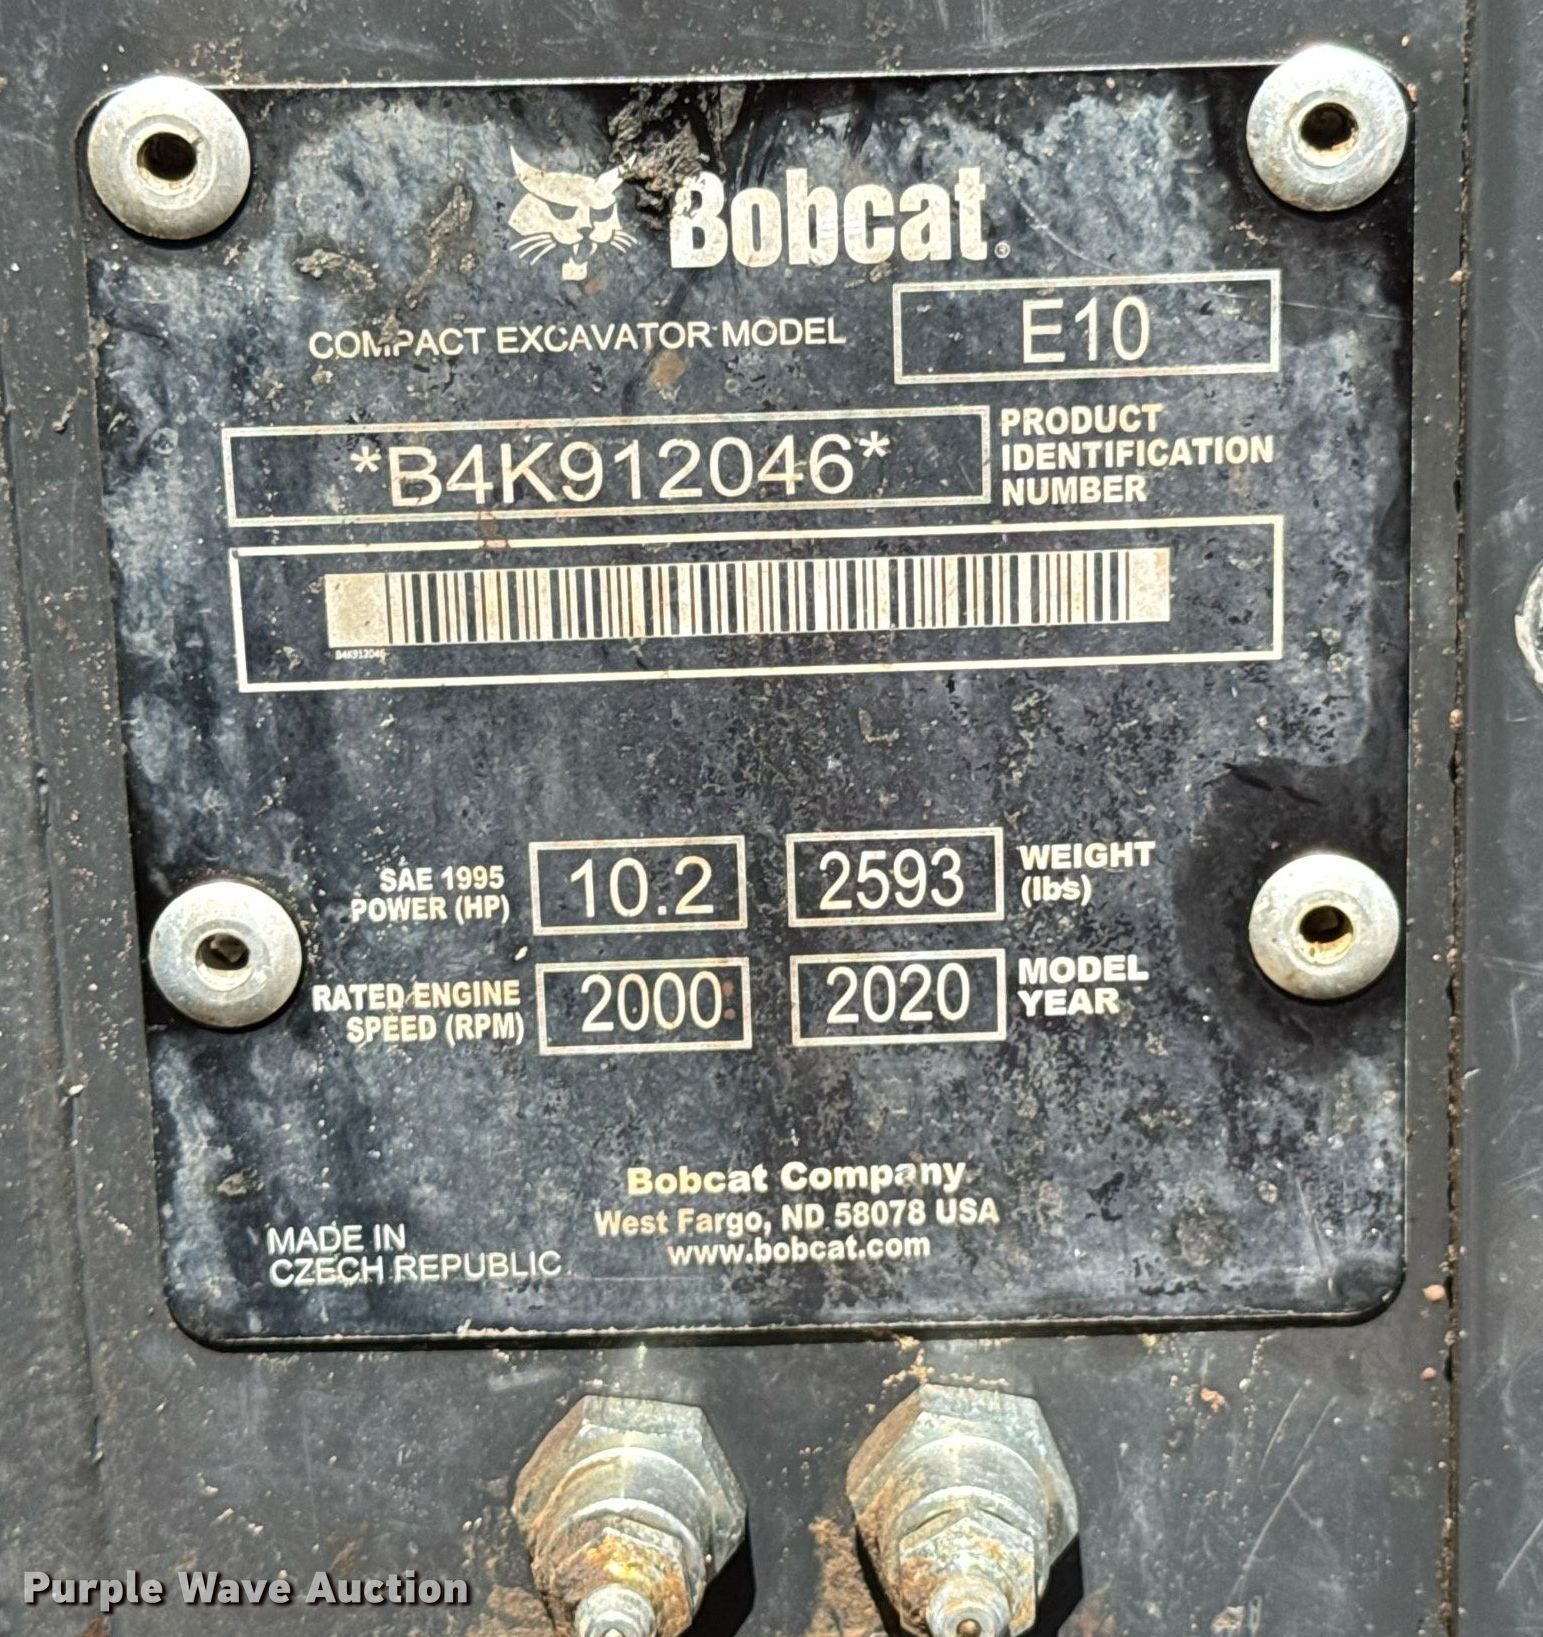 Bobcat®
COMPACT EXCAVATOR MODEL E10
*B4K912046*
PRODUCT
IDENTIFICATION
NUMBER
B4K912046
SAE 1995
POWER (HP)
10.2
2593
WEIGHT
(lbs)
RATED ENGINE
SPEED (RPM)
2000
2020
MODEL
YEAR
Bobcat Company
West Fargo, ND 58078 USA
www.bobcat.com
MADE IN
CZECH REPUBLIC
Purple Wave Auction